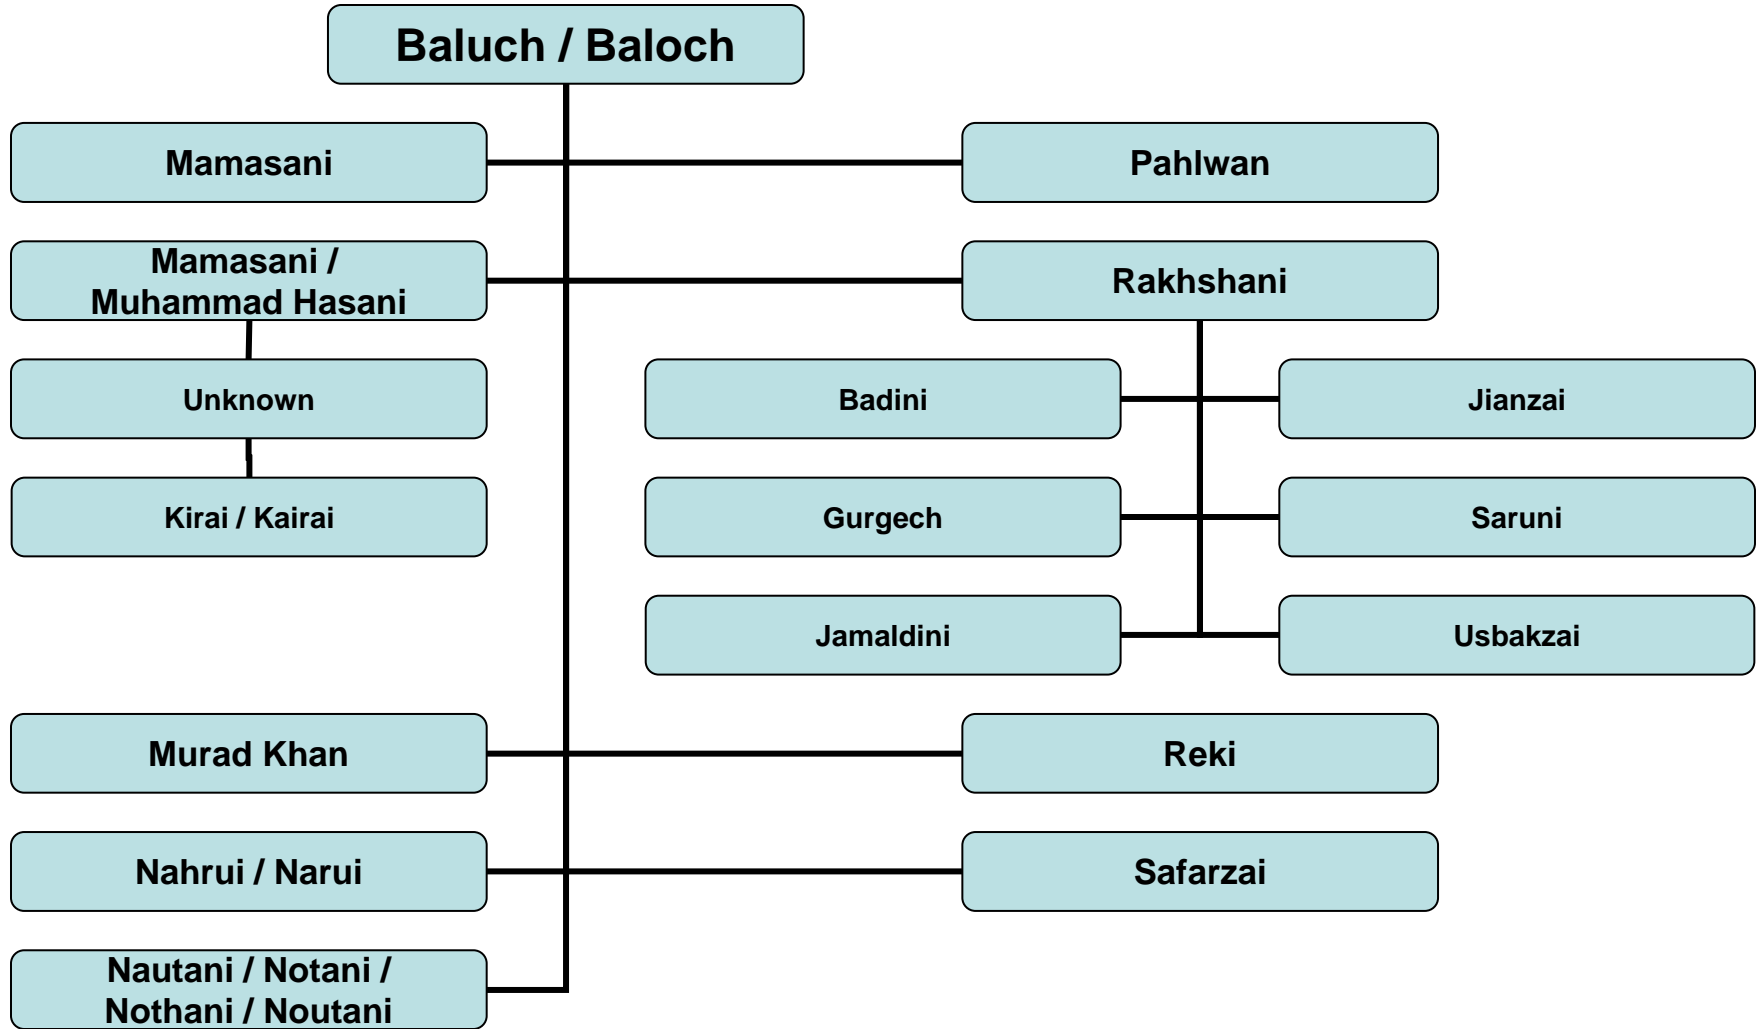 Baluch / Baloch
Mamasani
Pahlwan
Mamasani /
Muhammad Hasani
Rakhshani
Unknown
Badini
Jianzai
Kirai / Kairai
Gurgech
Saruni
Jamaldini
Usbakzai
Murad Khan
Reki
Nahrui / Narui
Safarzai
Nautani / Notani /
Nothani / Noutani